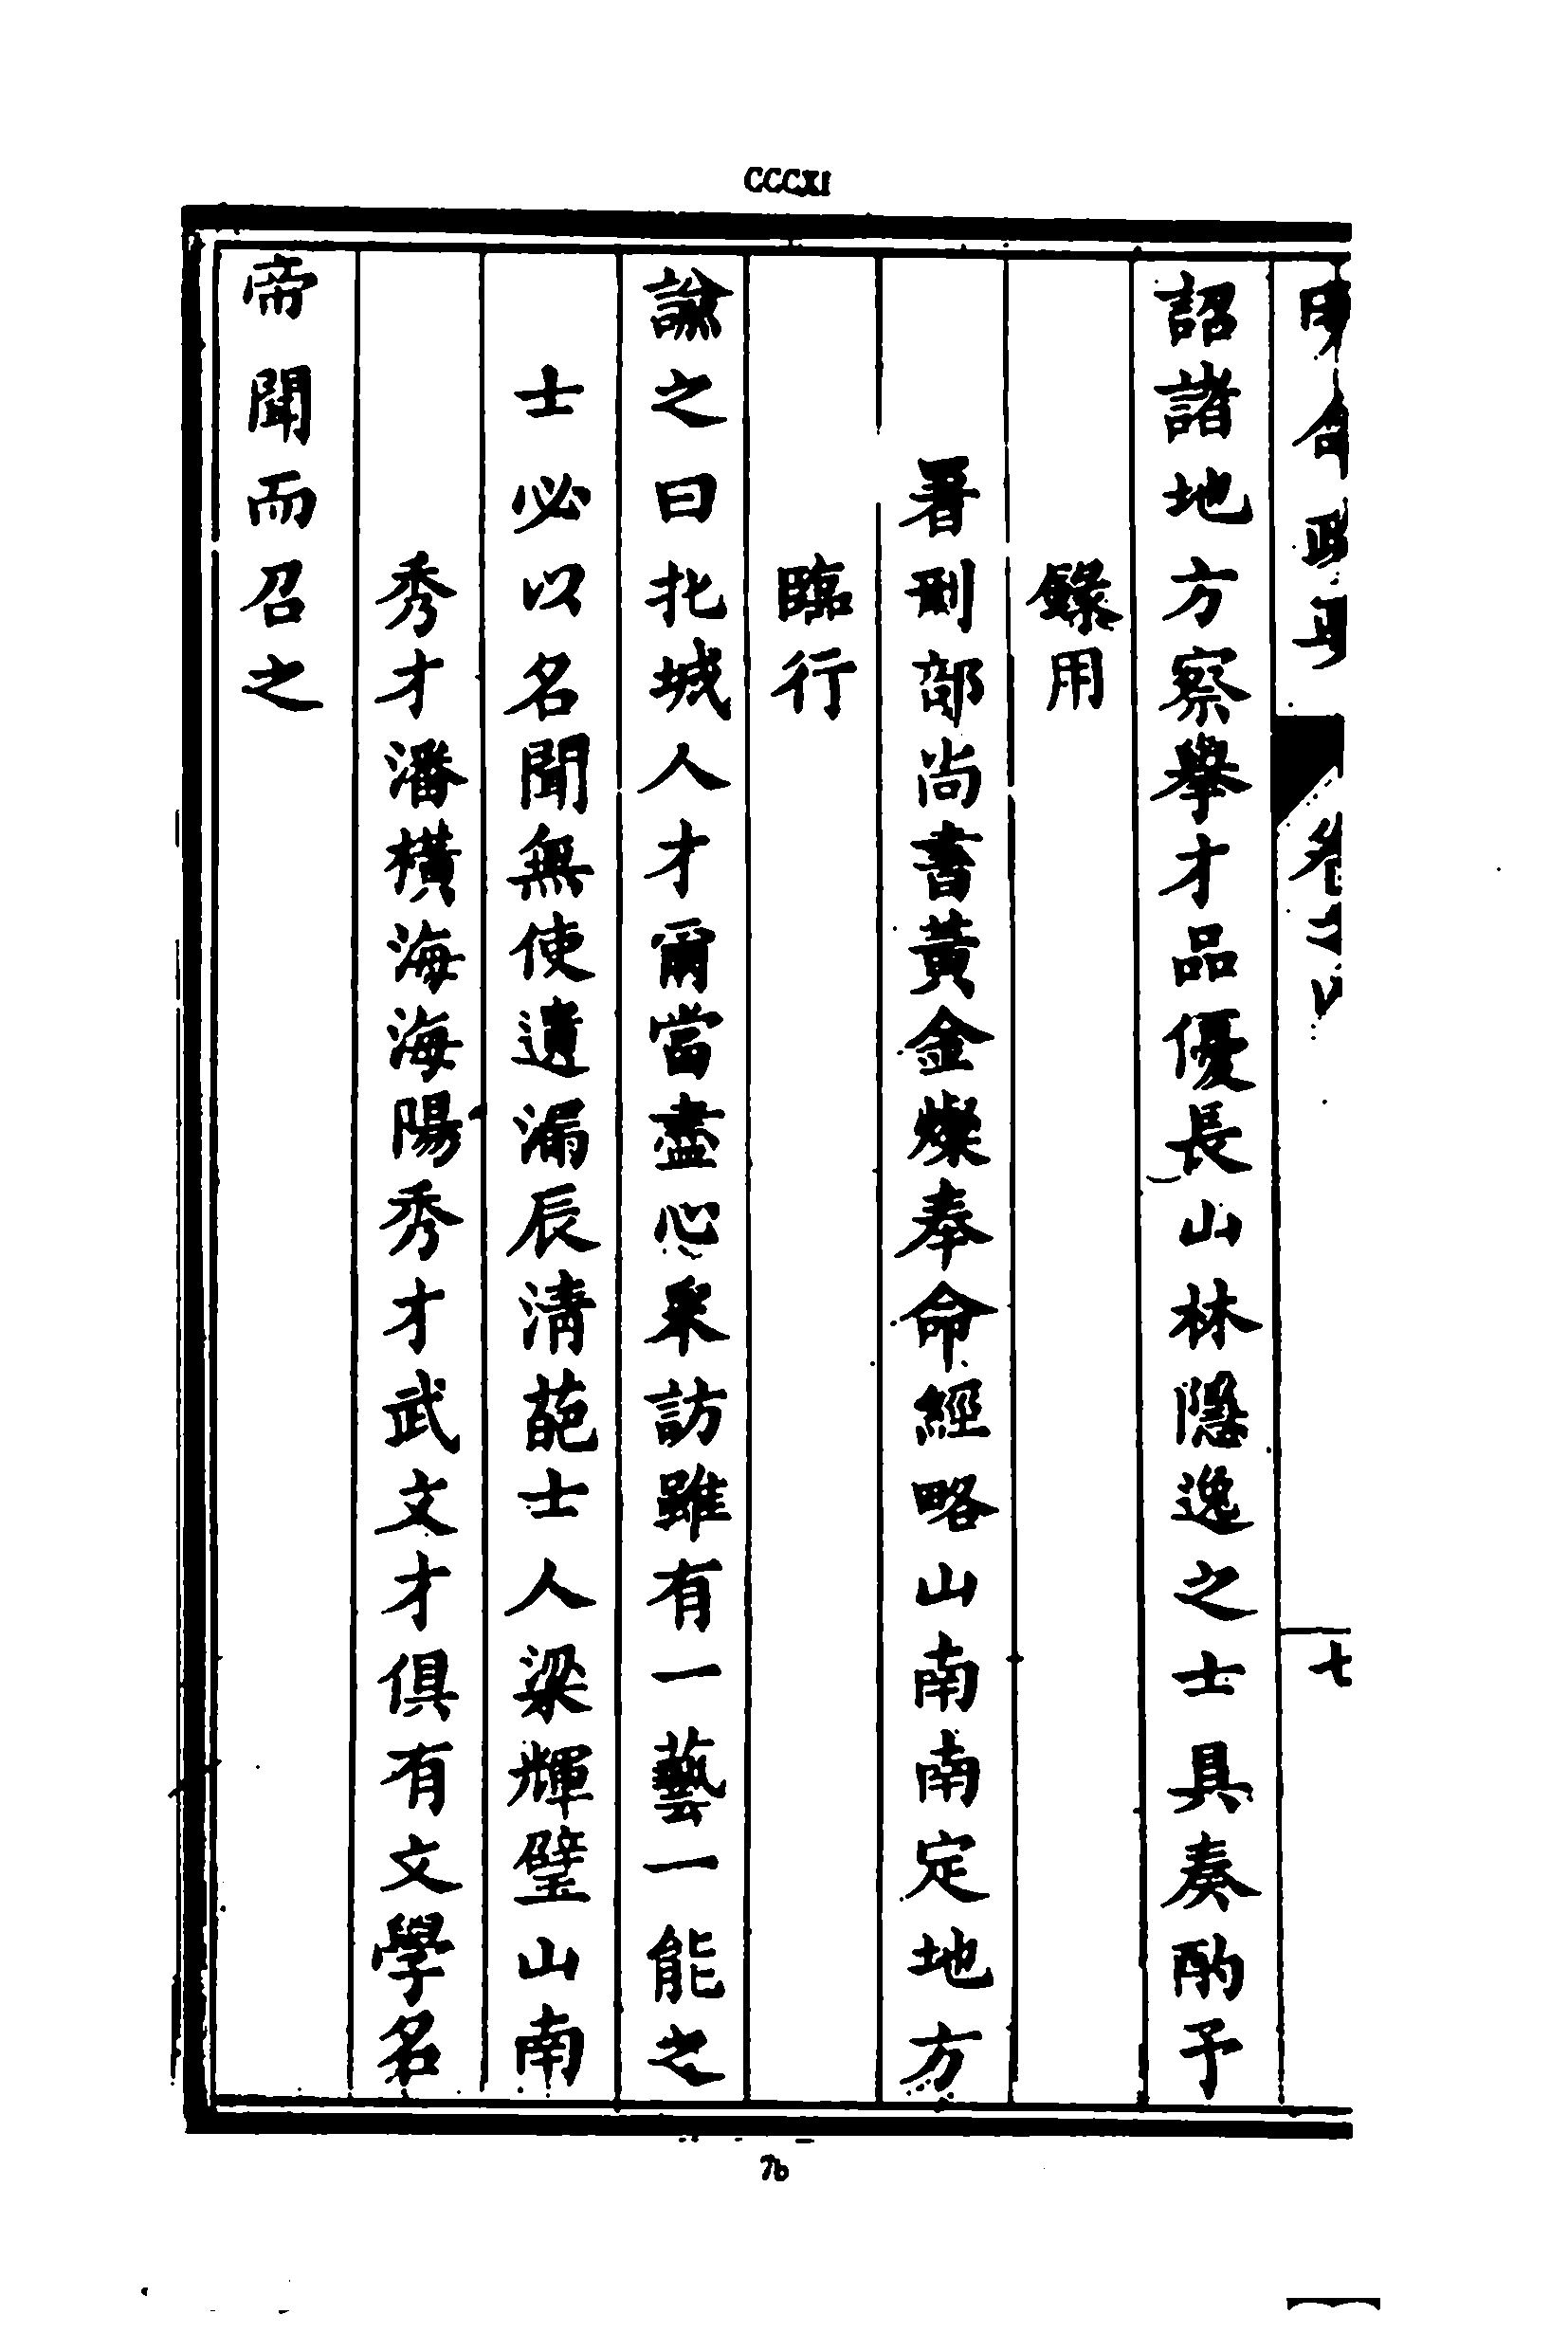 CCCXI
詔諸地方察舉才品優長山林隱逸之士具奏酌予
錄用
署刑部尚書黃金燦奉命經略山南南定地方
臨行
諭之曰北城人才爾當盡心采訪雖有一藝一能之
士必以名聞無使遺漏辰清葩士人梁輝璧山南
秀才潘橫海海陽秀才武文才俱有文學名
帝聞而召之
七
7b